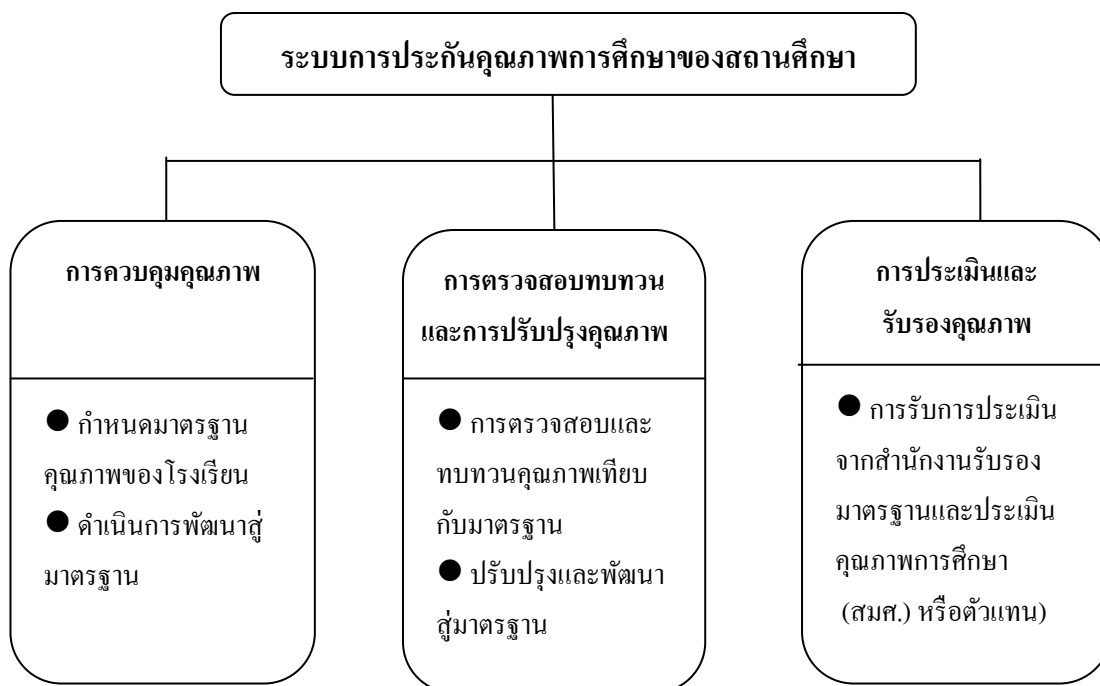 ระบบการประกันคุณภาพการศึกษาของสถานศึกษา
การควบคุมคุณภาพ
● กำหนดมาตรฐาน
คุณภาพของโรงเรียน
● ดำเนินการพัฒนาสู่
มาตรฐาน
การตรวจสอบทบทวน
และการปรับปรุงคุณภาพ
● การตรวจสอบและ
ทบทวนคุณภาพเทียบ
กับมาตรฐาน
● ปรับปรุงและพัฒนา
สู่มาตรฐาน
การประเมินและ
รับรองคุณภาพ
● การรับการประเมิน
จากสำนักงานรับรอง
มาตรฐานและประเมิน
คุณภาพการศึกษา
(สมศ.) หรือตัวแทน)